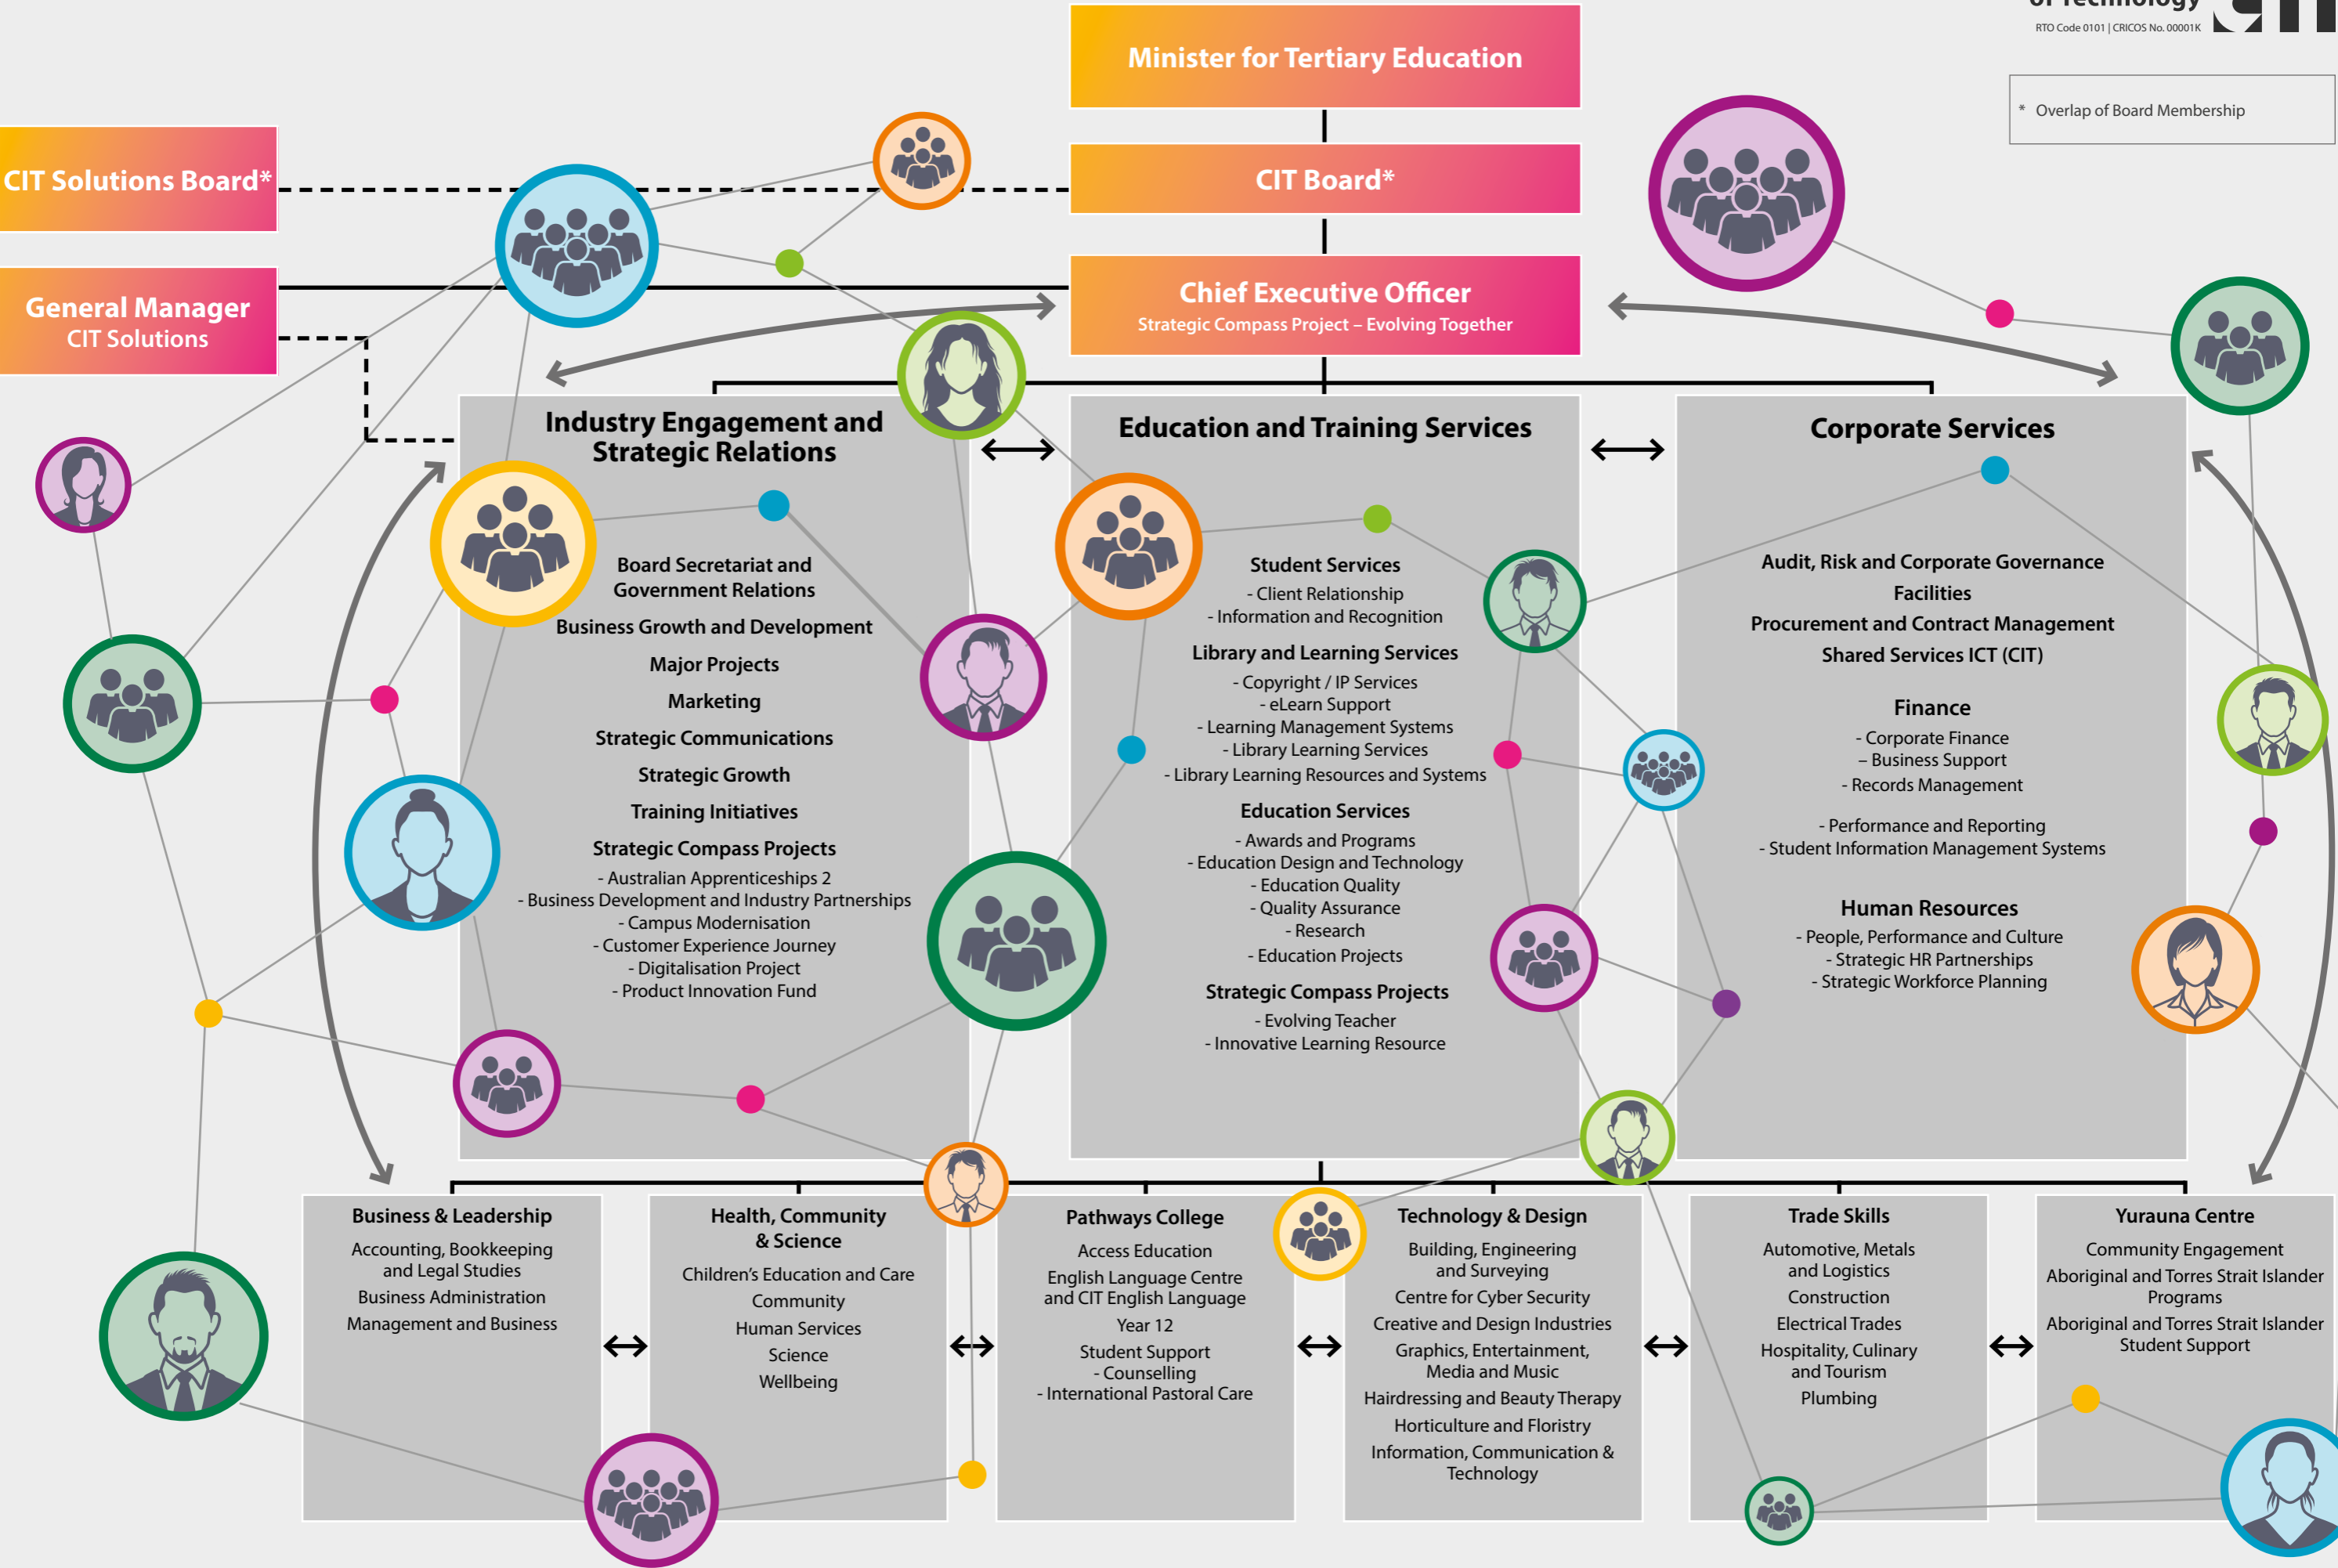 of Technology
RTO Code 0101 | CRICOS No. 00001K
* Overlap of Board Membership
Minister for Tertiary Education
CIT Solutions Board*
CIT Board*
General Manager
CIT Solutions
Chief Executive Officer
Strategic Compass Project – Evolving Together
Industry Engagement and
Strategic Relations
Board Secretariat and
Government Relations
Business Growth and Development
Major Projects
Marketing
Strategic Communications
Strategic Growth
Training Initiatives
Strategic Compass Projects
- Australian Apprenticeships 2
- Business Development and Industry Partnerships
- Campus Modernisation
- Customer Experience Journey
- Digitalisation Project
- Product Innovation Fund
Education and Training Services
Student Services
- Client Relationship
- Information and Recognition
Library and Learning Services
- Copyright / IP Services
- eLearn Support
- Learning Management Systems
- Library Learning Services
- Library Learning Resources and Systems
Education Services
- Awards and Programs
- Education Design and Technology
- Education Quality
- Quality Assurance
- Research
- Education Projects
Strategic Compass Projects
- Evolving Teacher
- Innovative Learning Resource
Corporate Services
Audit, Risk and Corporate Governance
Facilities
Procurement and Contract Management
Shared Services ICT (CIT)
Finance
- Corporate Finance
– Business Support
- Records Management
- Performance and Reporting
- Student Information Management Systems
Human Resources
- People, Performance and Culture
- Strategic HR Partnerships
- Strategic Workforce Planning
Business & Leadership
Accounting, Bookkeeping
and Legal Studies
Business Administration
Management and Business
Health, Community
& Science
Children's Education and Care
Community
Human Services
Science
Wellbeing
Pathways College
Access Education
English Language Centre
and CIT English Language
Year 12
Student Support
- Counselling
- International Pastoral Care
Technology & Design
Building, Engineering
and Surveying
Centre for Cyber Security
Creative and Design Industries
Graphics, Entertainment,
Media and Music
Hairdressing and Beauty Therapy
Horticulture and Floristry
Information, Communication &
Technology
Trade Skills
Automotive, Metals
and Logistics
Construction
Electrical Trades
Hospitality, Culinary
and Tourism
Plumbing
Yurauna Centre
Community Engagement
Aboriginal and Torres Strait Islander
Programs
Aboriginal and Torres Strait Islander
Student Support